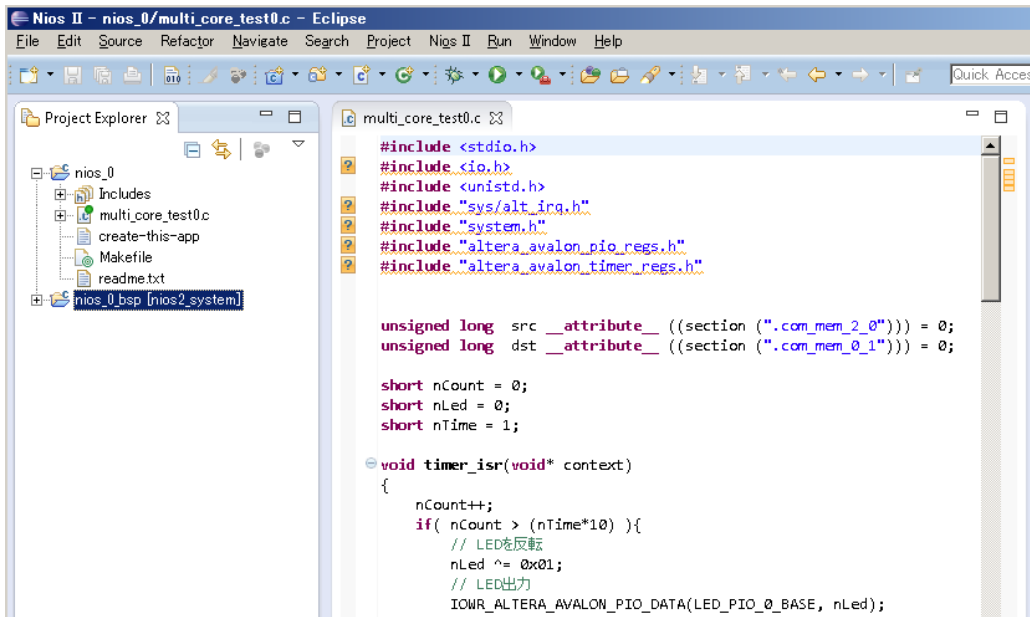 Nios II - nios_0/multi_core_test0.c - Eclipse
File Edit Source Refactor Navigate Search Project Nios II Run Window Help
Quick Acces
Project Explorer
nios_0
Includes
multi_core_test0.c
create-this-app
Makefile
readme.txt
nios_0_bsp [nios2_system]
multi_core_test0.c
#include <stdio.h>
#include <io.h>
#include <unistd.h>
#include "sys/alt_irq.h"
#include "system.h"
#include "altera_avalon_pio_regs.h"
#include "altera_avalon_timer_regs.h"
unsigned long  src __attribute__ ((section (".com_mem_2_0"))) = 0;
unsigned long  dst __attribute__ ((section (".com_mem_0_1"))) = 0;
short nCount = 0;
short nLed = 0;
short nTime = 1;
void timer_isr(void* context)
{
nCount++;
if( nCount > (nTime*10) ){
// LEDを反転
nLed ^= 0x01;
// LED出力
IOWR_ALTERA_AVALON_PIO_DATA(LED_PIO_0_BASE, nLed);